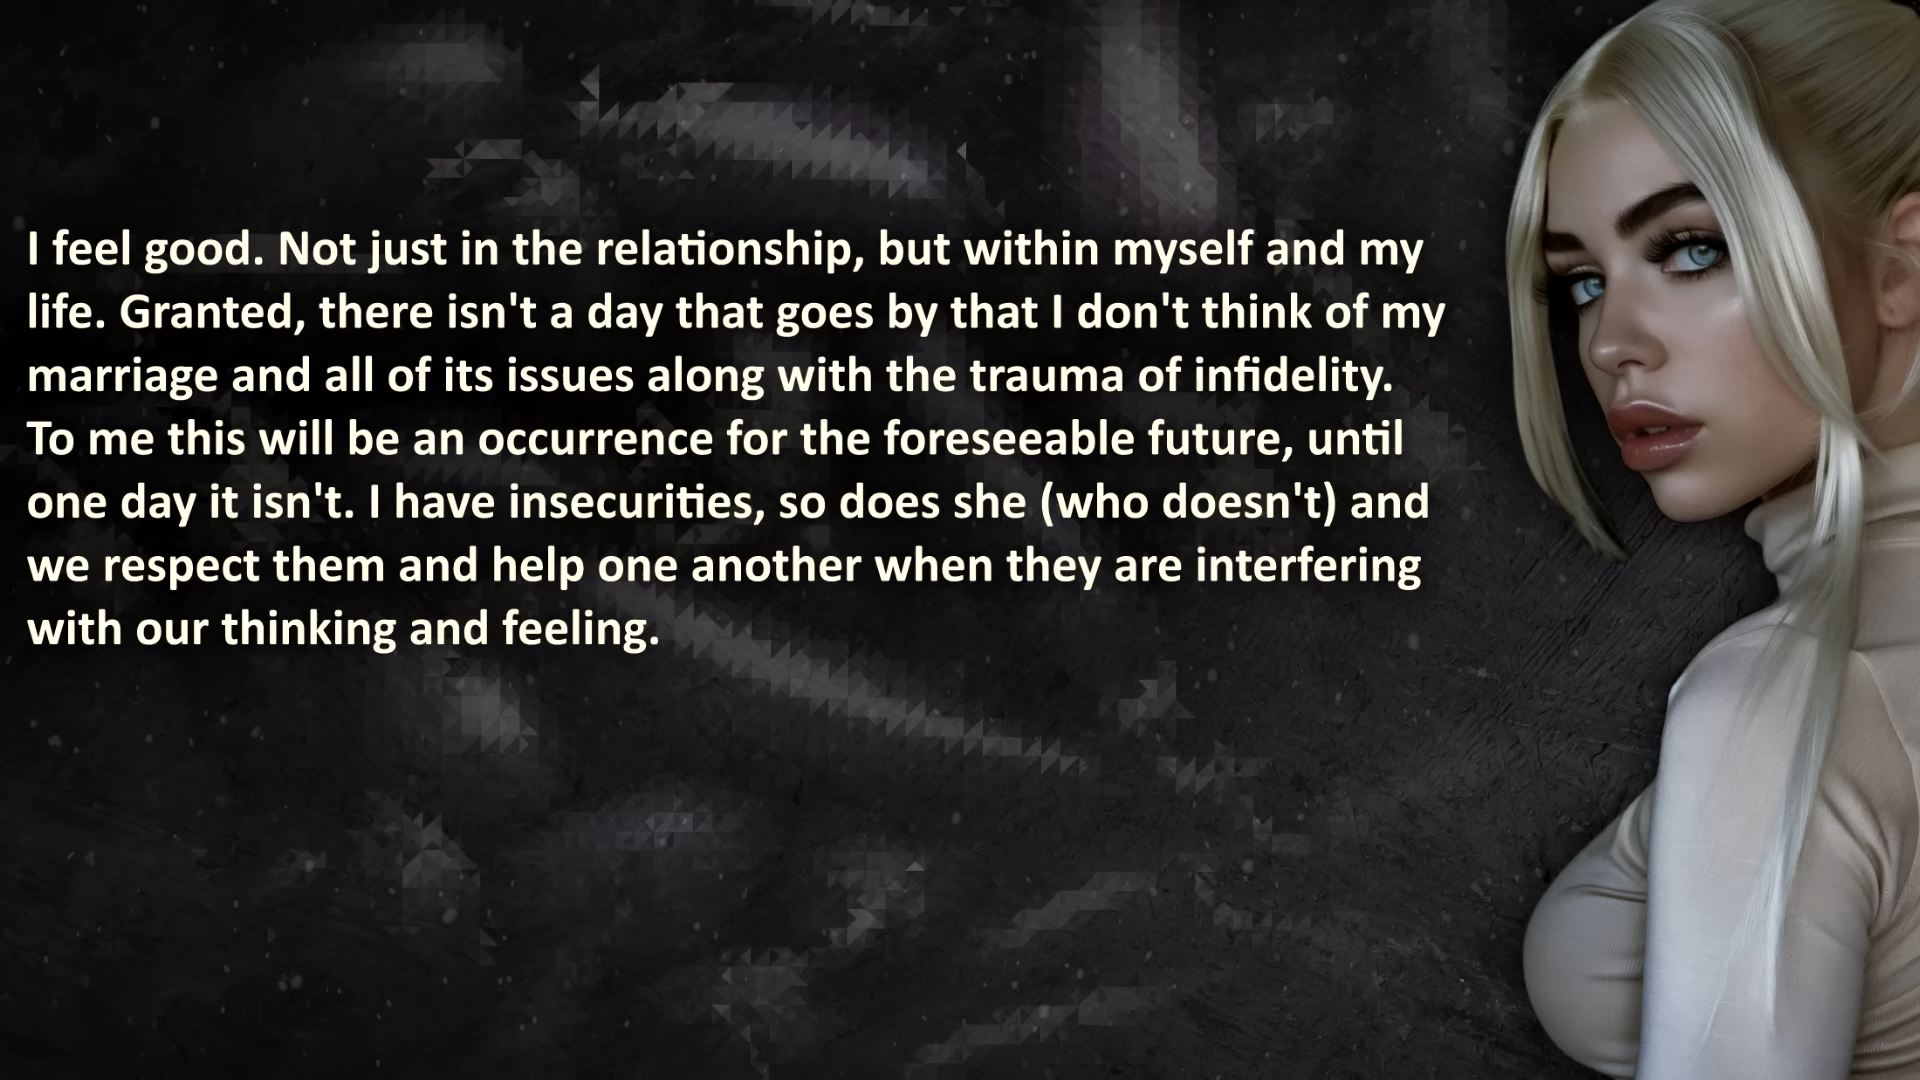 I feel good. Not just in the relationship, but within myself and my
life. Granted, there isn't a day that goes by that I don't think of my
marriage and all of its issues along with the trauma of infidelity.
To me this will be an occurrence for the foreseeable future, until
one day it isn't. I have insecurities, so does she (who doesn't) and
we respect them and help one another when they are interfering
with our thinking and feeling.